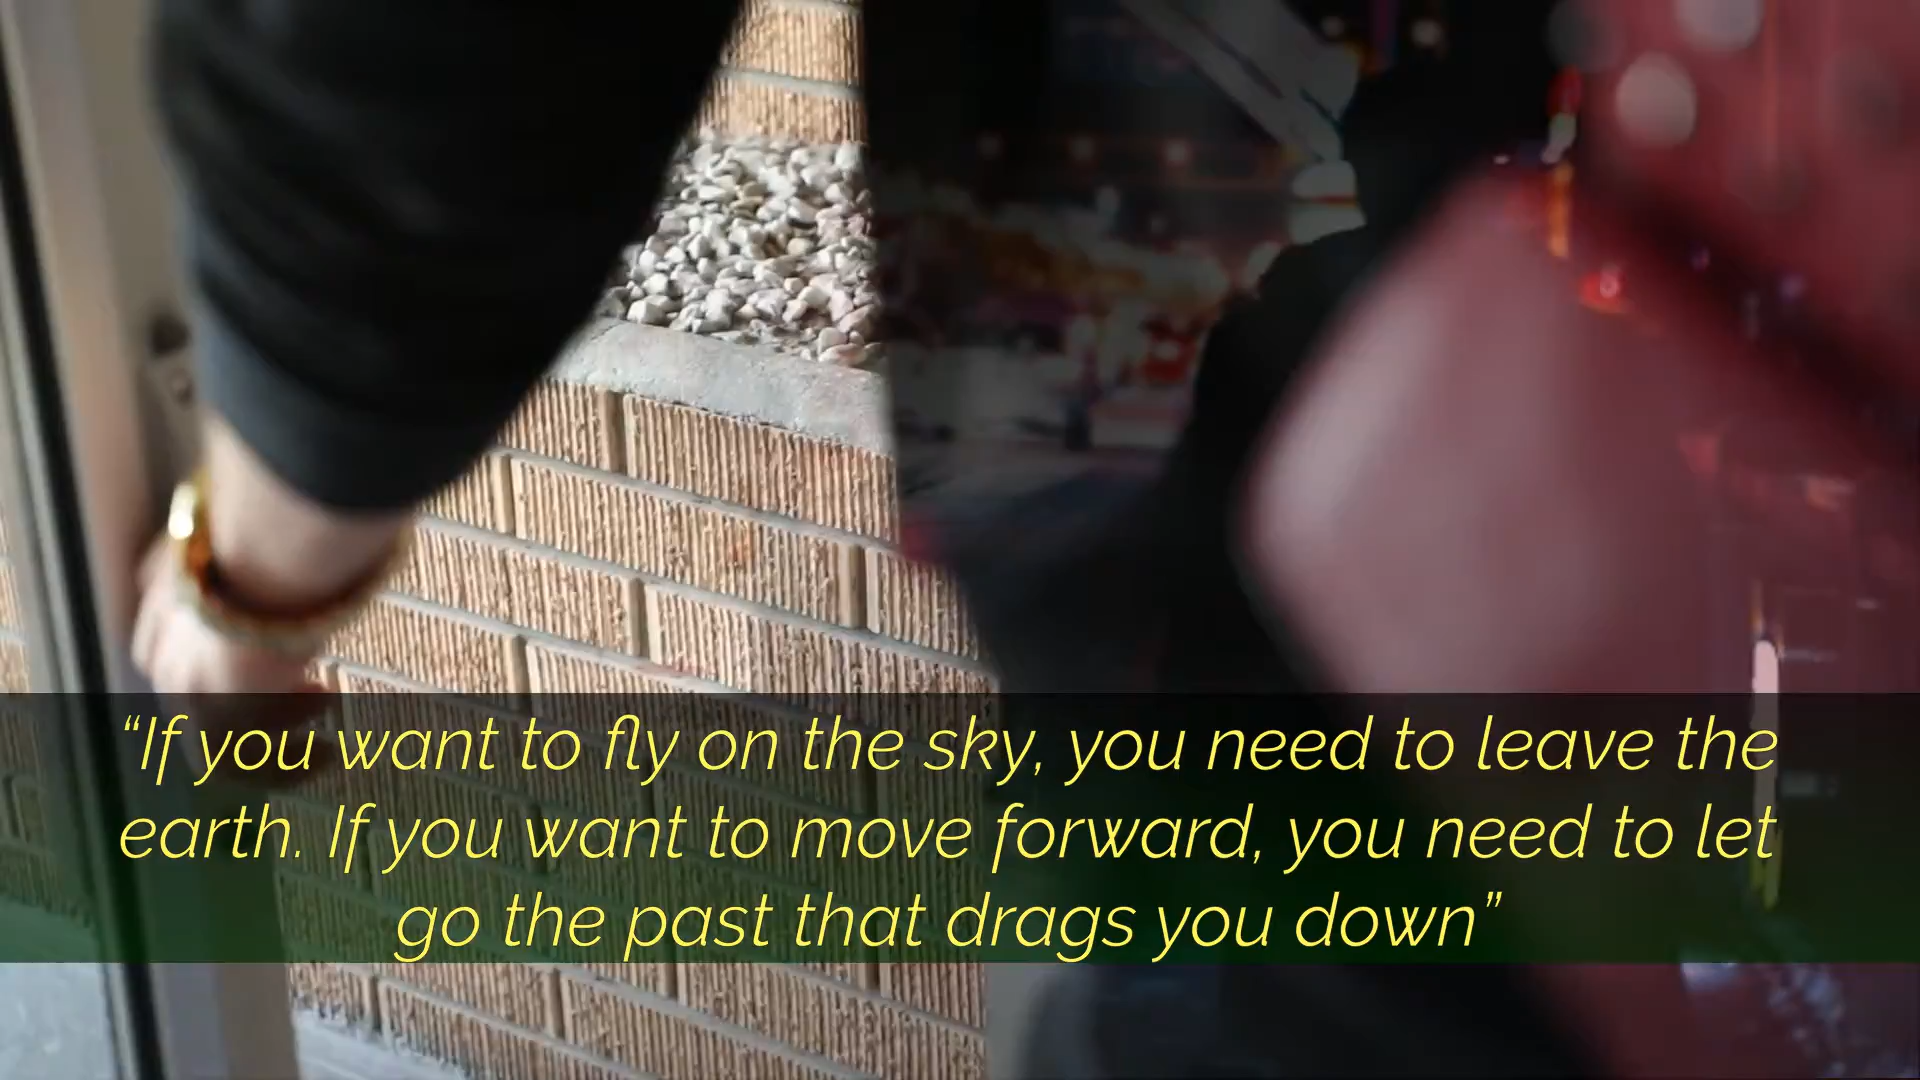 “If you want to fly on the sky, you need to leave the
earth. If you want to move forward, you need to let
go the past that drags you down”